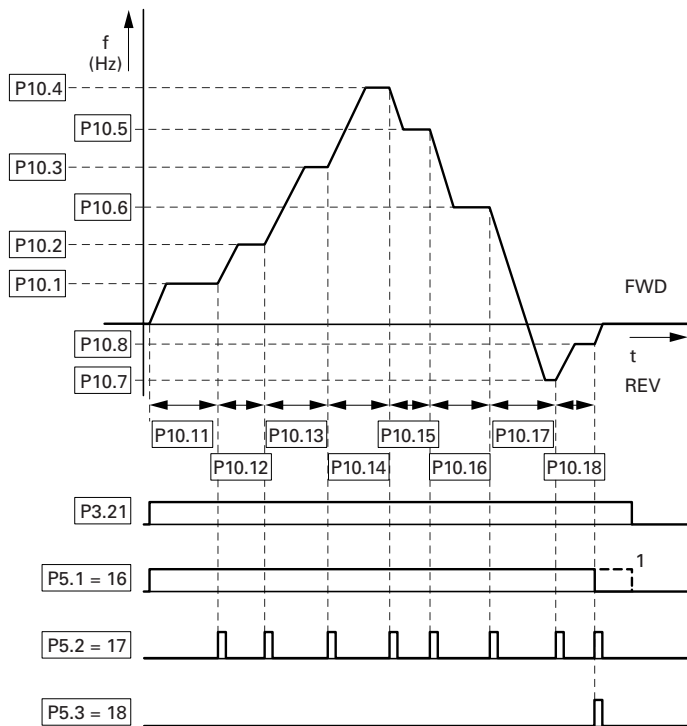 f
(Hz)
P10.4
P10.5
P10.3
P10.6
P10.2
P10.1
FWD
P10.8
t
P10.7
REV
P10.11
P10.13
P10.15
P10.17
P10.12
P10.14
P10.16
P10.18
P3.21
1
P5.1 = 16
P5.2 = 17
P5.3 = 18